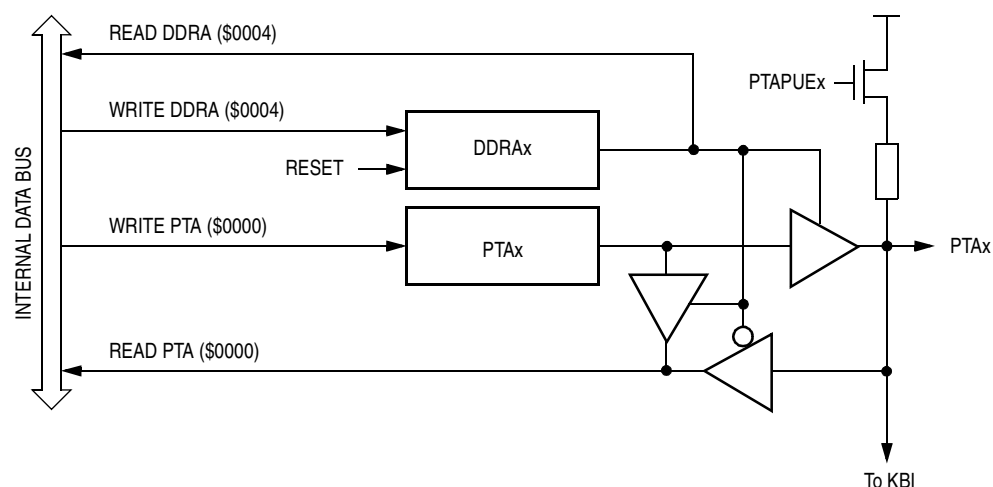 READ DDRA ($0004)
PTAPUEx
WRITE DDRA ($0004)
DDRAx
RESET
INTERNAL DATA BUS
WRITE PTA ($0000)
PTAx
PTAx
READ PTA ($0000)
To KBI